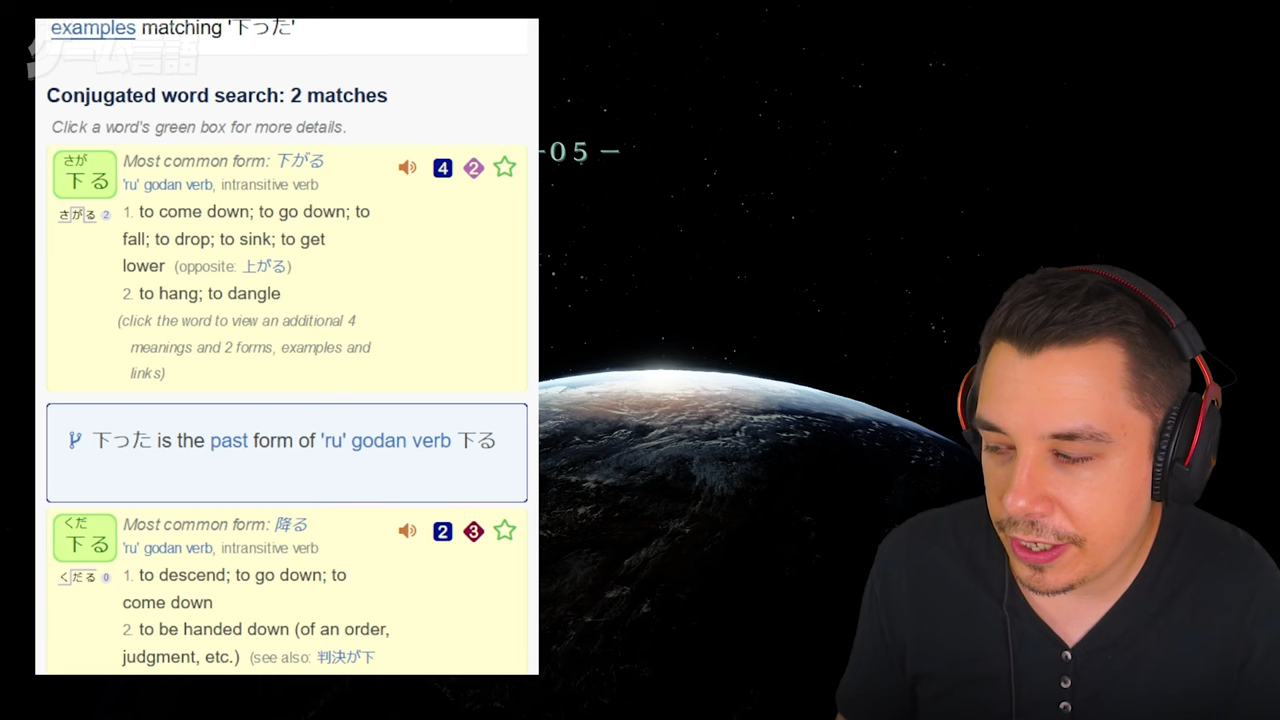 examples matching '下った'
ゲーム言語
Conjugated word search: 2 matches
Click a word's green box for more details.
-05 –
さが
下る
Most common form: 下がる
4 2
'ru' godan verb, intransitive verb
さがる 2
1. to come down; to go down; to
fall; to drop; to sink; to get
lower (opposite: 上がる)
2. to hang; to dangle
(click the word to view an additional 4
meanings and 2 forms, examples and
links)
下った is the past form of 'ru' godan verb 下る
くだ
下る
Most common form: 降る
2 3
'ru' godan verb, intransitive verb
くだる 0
1. to descend; to go down; to
come down
2. to be handed down (of an order,
judgment, etc.) (see also: 判決が下